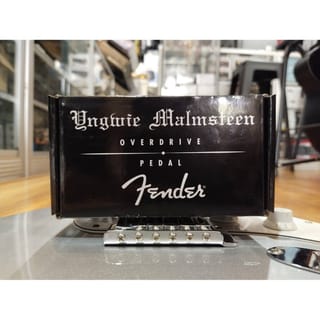 Yngwie Malmsteen
OVERDRIVE
PEDAL
Fender®